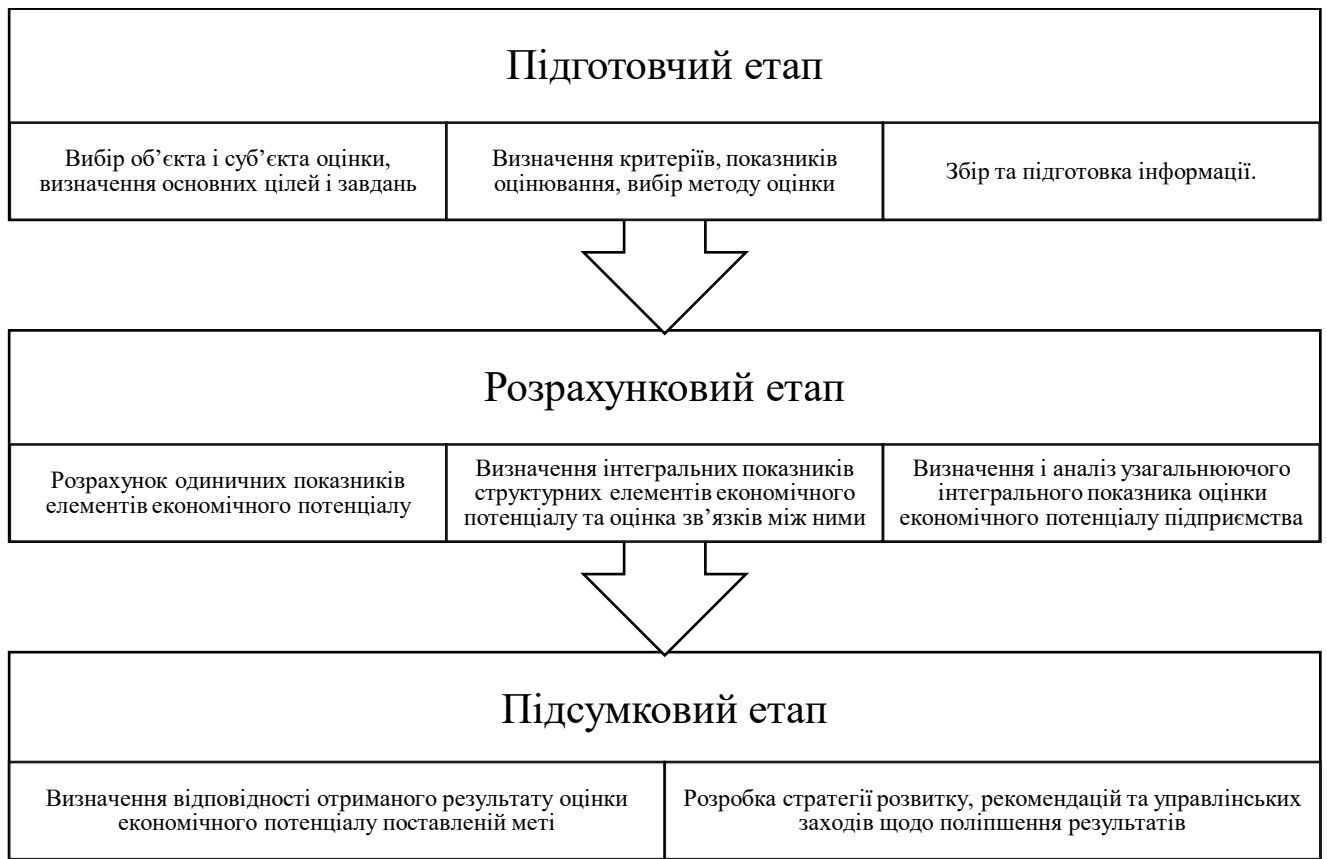 Підготовчий етап
Вибір об’єкта і суб’єкта оцінки,
визначення основних цілей і завдань
Визначення критеріїв, показників
оцінювання, вибір методу оцінки
Збір та підготовка інформації.
Розрахунковий етап
Розрахунок одиничних показників
елементів економічного потенціалу
Визначення інтегральних показників
структурних елементів економічного
потенціалу та оцінка зв’язків між ними
Визначення і аналіз узагальнюючого
інтегрального показника оцінки
економічного потенціалу підприємства
Підсумковий етап
Визначення відповідності отриманого результату оцінки
економічного потенціалу поставленій меті
Розробка стратегії розвитку, рекомендацій та управлінських
заходів щодо поліпшення результатів